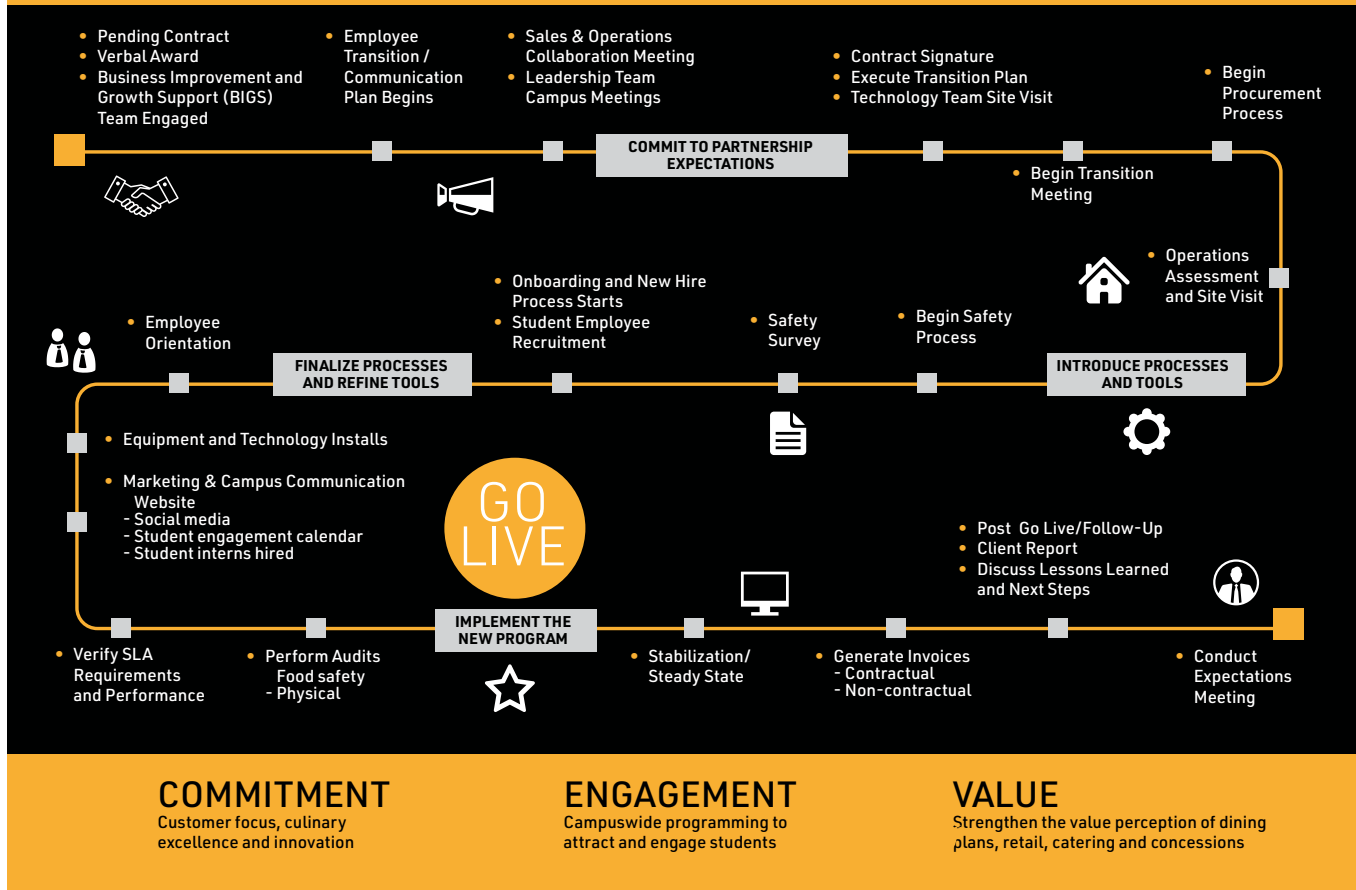 • Pending Contract
• Verbal Award
• Business Improvement and
Growth Support (BIGS)
Team Engaged
• Employee
Transition /
Communication
Plan Begins
• Sales & Operations
Collaboration Meeting
• Leadership Team
Campus Meetings
COMMIT TO PARTNERSHIP
EXPECTATIONS
• Contract Signature
• Execute Transition Plan
• Technology Team Site Visit
• Begin Transition
Meeting
• Begin
Procurement
Process
• Operations
Assessment
and Site Visit
INTRODUCE PROCESSES
AND TOOLS
• Begin Safety
Process
• Safety
Survey
• Onboarding and New Hire
Process Starts
• Student Employee
Recruitment
FINALIZE PROCESSES
AND REFINE TOOLS
• Employee
Orientation
• Equipment and Technology Installs
• Marketing & Campus Communication
Website
- Social media
- Student engagement calendar
- Student interns hired
• Verify SLA
Requirements
and Performance
• Perform Audits
Food safety
- Physical
GO
LIVE
IMPLEMENT THE
NEW PROGRAM
• Stabilization/
Steady State
• Generate Invoices
- Contractual
- Non-contractual
• Post Go Live/Follow-Up
• Client Report
• Discuss Lessons Learned
and Next Steps
• Conduct
Expectations
Meeting
COMMITMENT
Customer focus, culinary
excellence and innovation
ENGAGEMENT
Campuswide programming to
attract and engage students
VALUE
Strengthen the value perception of dining
plans, retail, catering and concessions